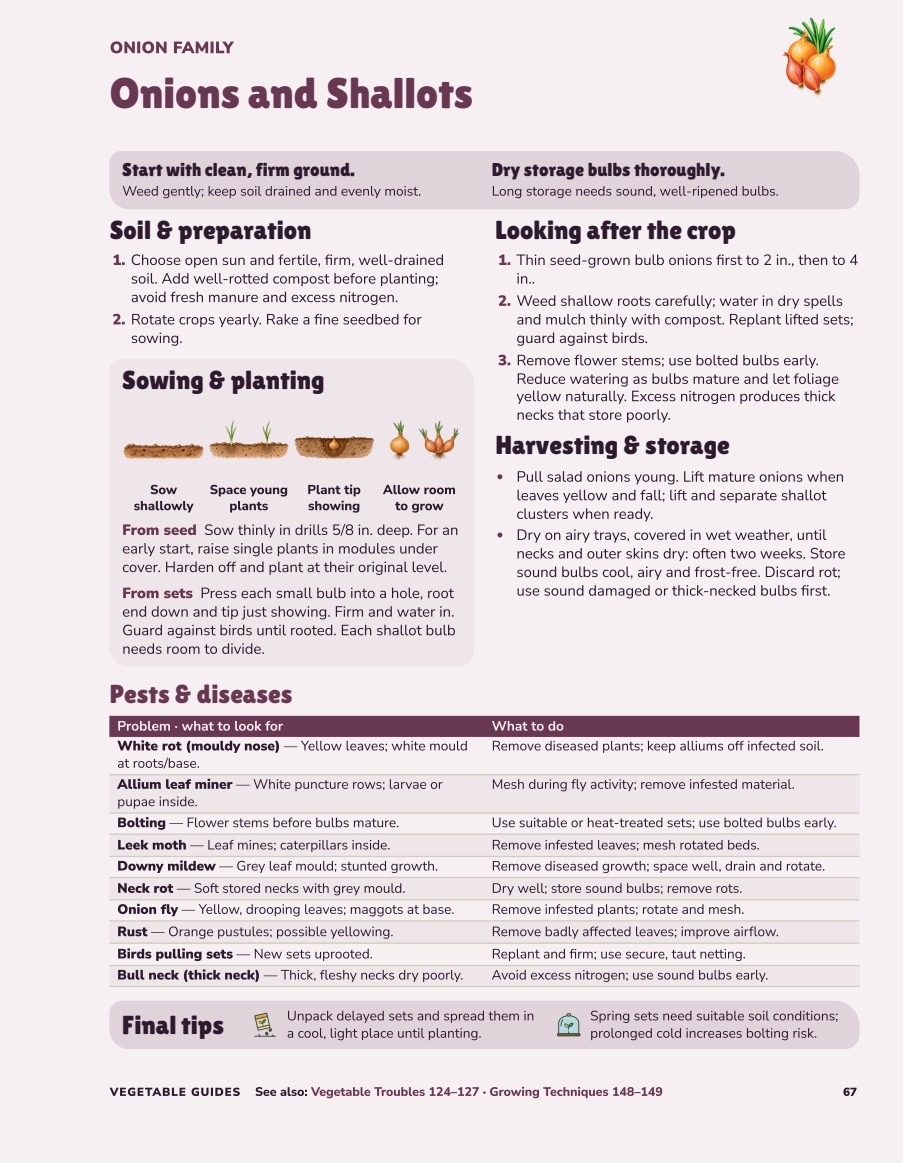 ONION FAMILY
Onions and Shallots
Start with clean, firm ground.
Weed gently; keep soil drained and evenly moist.
Dry storage bulbs thoroughly.
Long storage needs sound, well-ripened bulbs.
Soil & preparation
1. Choose open sun and fertile, firm, well-drained
soil. Add well-rotted compost before planting;
avoid fresh manure and excess nitrogen.
2. Rotate crops yearly. Rake a fine seedbed for
sowing.
Sowing & planting
Sow
shallowly
Space young
plants
Plant tip
showing
Allow room
to grow
From seed Sow thinly in drills 5/8 in. deep. For an
early start, raise single plants in modules under
cover. Harden off and plant at their original level.
From sets Press each small bulb into a hole, root
end down and tip just showing. Firm and water in.
Guard against birds until rooted. Each shallot bulb
needs room to divide.
Looking after the crop
1. Thin seed-grown bulb onions first to 2 in., then to 4
in..
2. Weed shallow roots carefully; water in dry spells
and mulch thinly with compost. Replant lifted sets;
guard against birds.
3. Remove flower stems; use bolted bulbs early.
Reduce watering as bulbs mature and let foliage
yellow naturally. Excess nitrogen produces thick
necks that store poorly.
Harvesting & storage
• Pull salad onions young. Lift mature onions when
leaves yellow and fall; lift and separate shallot
clusters when ready.
• Dry on airy trays, covered in wet weather, until
necks and outer skins dry: often two weeks. Store
sound bulbs cool, airy and frost-free. Discard rot;
use sound damaged or thick-necked bulbs first.
Pests & diseases
Problem · what to look for What to do
White rot (mouldy nose) — Yellow leaves; white mould Remove diseased plants; keep alliums off infected soil.
at roots/base.
Allium leaf miner — White puncture rows; larvae or Mesh during fly activity; remove infested material.
pupae inside.
Bolting — Flower stems before bulbs mature. Use suitable or heat-treated sets; use bolted bulbs early.
Leek moth — Leaf mines; caterpillars inside. Remove infested leaves; mesh rotated beds.
Downy mildew — Grey leaf mould; stunted growth. Remove diseased growth; space well, drain and rotate.
Neck rot — Soft stored necks with grey mould. Dry well; store sound bulbs; remove rots.
Onion fly — Yellow, drooping leaves; maggots at base. Remove infested plants; rotate and mesh.
Rust — Orange pustules; possible yellowing. Remove badly affected leaves; improve airflow.
Birds pulling sets — New sets uprooted. Replant and firm; use secure, taut netting.
Bull neck (thick neck) — Thick, fleshy necks dry poorly. Avoid excess nitrogen; use sound bulbs early.
Final tips
Unpack delayed sets and spread them in
a cool, light place until planting.
Spring sets need suitable soil conditions;
prolonged cold increases bolting risk.
VEGETABLE GUIDES See also: Vegetable Troubles 124–127 · Growing Techniques 148–149 67